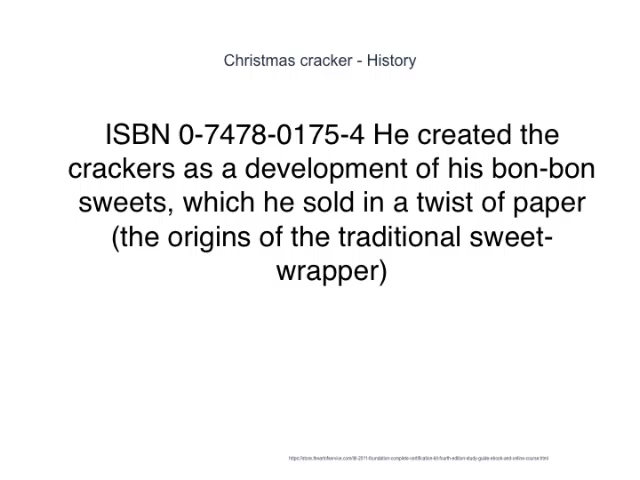 Christmas cracker - History
ISBN 0-7478-0175-4 He created the
crackers as a development of his bon-bon
sweets, which he sold in a twist of paper
(the origins of the traditional sweet-
wrapper)